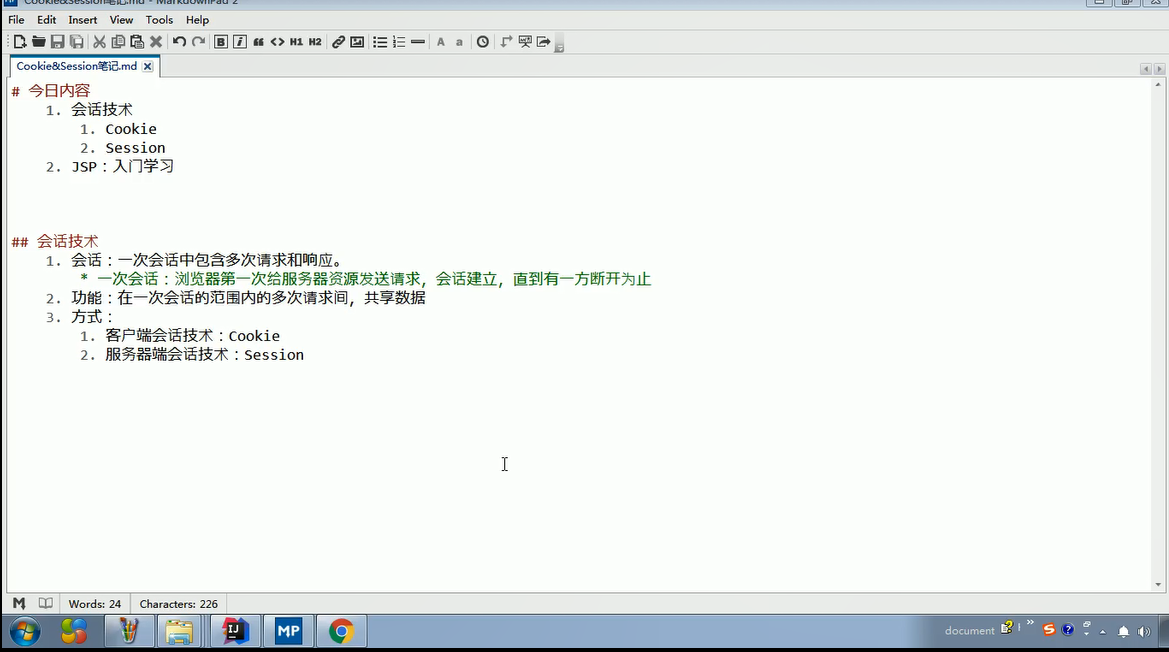 Cookie&Session笔记.md - MarkdownPad 2
File Edit Insert View Tools Help
B i H1 H2 A a
Cookie&Session笔记.md
# 今日内容
1. 会话技术
1. Cookie
2. Session
2. JSP：入门学习
## 会话技术
1. 会话：一次会话中包含多次请求和响应。
* 一次会话：浏览器第一次给服务器资源发送请求，会话建立，直到有一方断开为止
2. 功能：在一次会话的范围内的多次请求间，共享数据
3. 方式：
1. 客户端会话技术：Cookie
2. 服务器端会话技术：Session
Words: 24 Characters: 226
IJ MP document